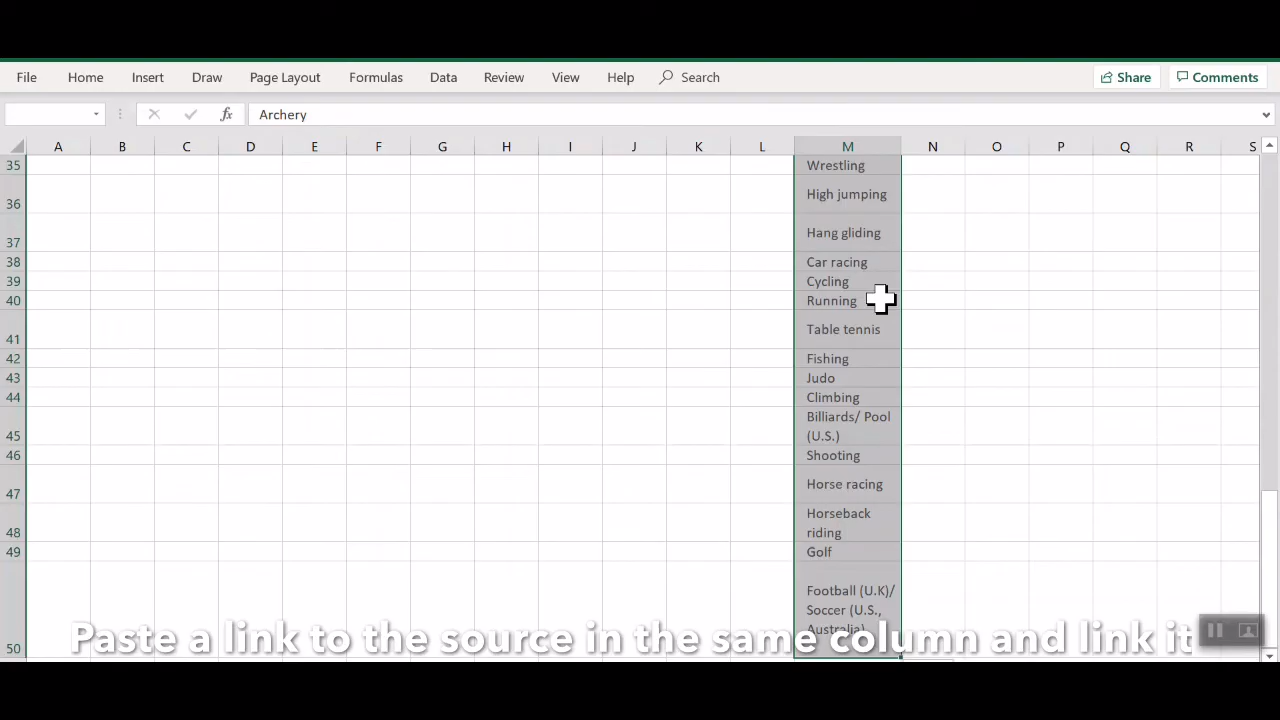 File Home Insert Draw Page Layout Formulas Data Review View Help Search Share Comments
fx Archery
A B C D E F G H I J K L M N O P Q R S
35 Wrestling
36 High jumping
37 Hang gliding
38 Car racing
39 Cycling
40 Running
41 Table tennis
42 Fishing
43 Judo
44 Climbing
Billiards/ Pool
45 (U.S.)
46 Shooting
47 Horse racing
Horseback
48 riding
49 Golf
Football (U.K)/
Soccer (U.S.,
Australia)
50
Paste a link to the source in the same column and link it